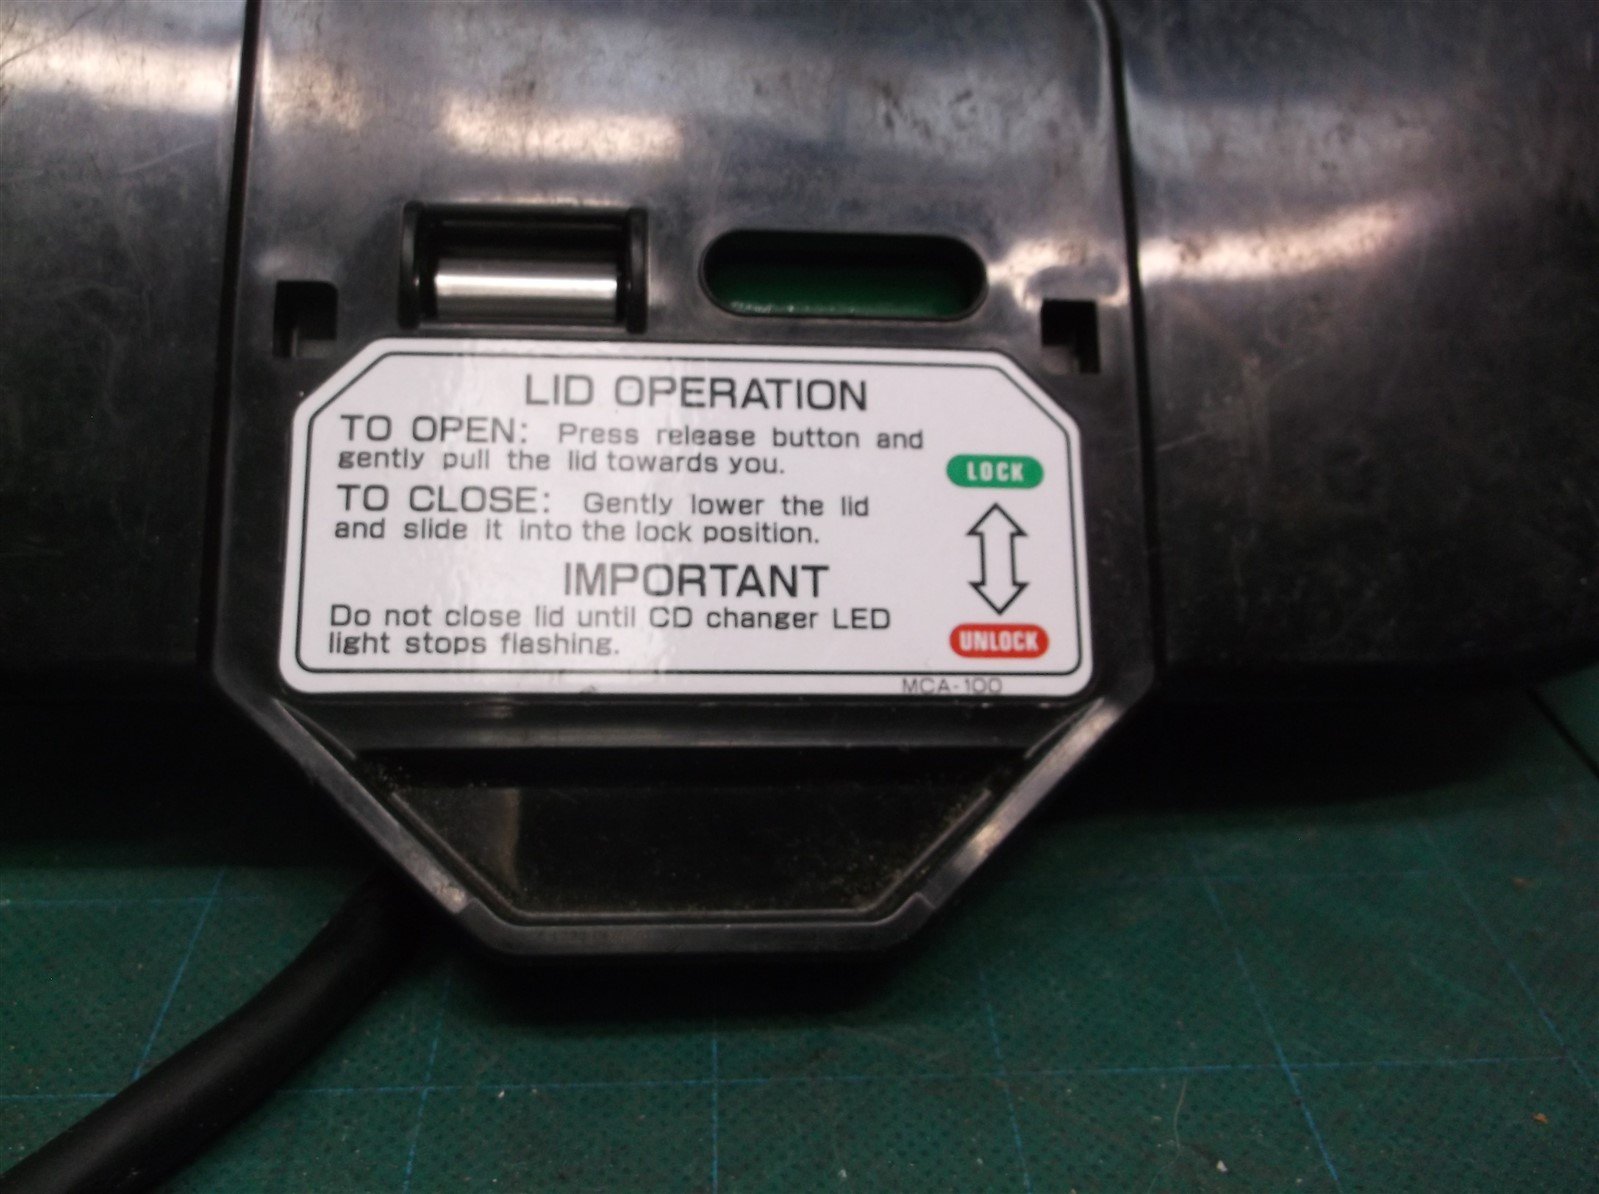 LID OPERATION
TO OPEN: Press release button and
gently pull the lid towards you.
TO CLOSE: Gently lower the lid
and slide it into the lock position.
IMPORTANT
Do not close lid until CD changer LED
light stops flashing.
LOCK
UNLOCK
MCA-100